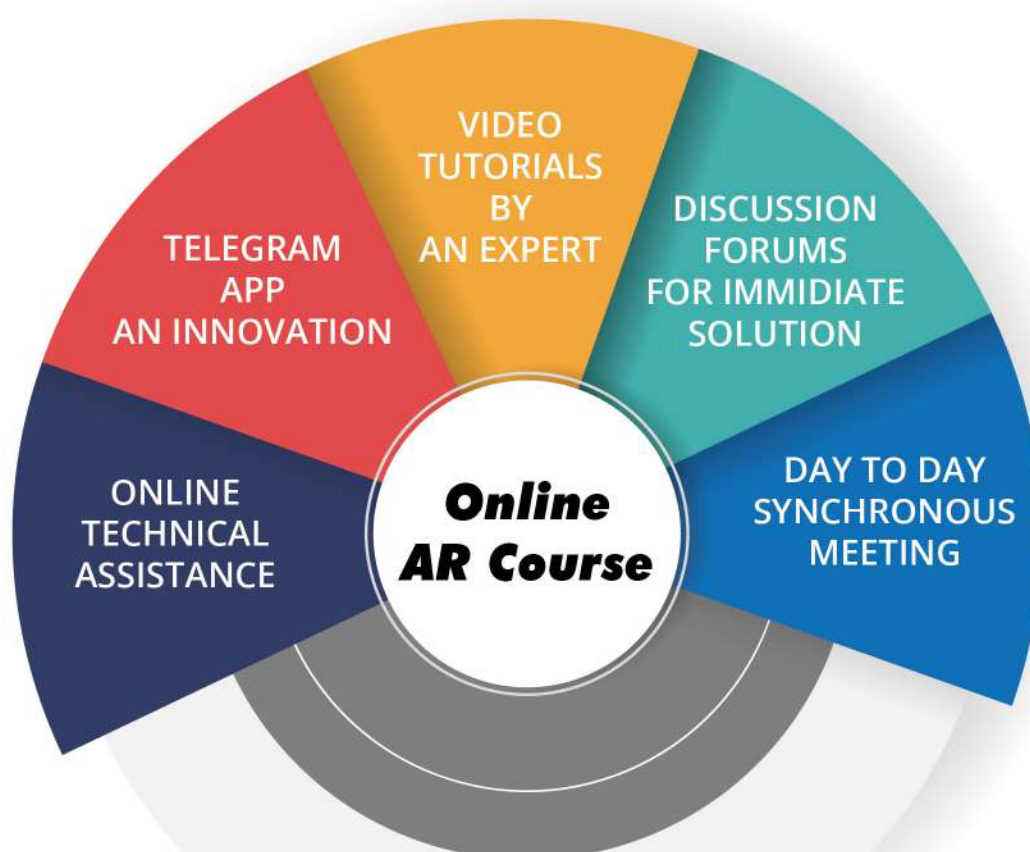 ONLINE
TECHNICAL
ASSISTANCE
TELEGRAM
APP
AN INNOVATION
VIDEO
TUTORIALS
BY
AN EXPERT
DISCUSSION
FORUMS
FOR IMMIDIATE
SOLUTION
DAY TO DAY
SYNCHRONOUS
MEETING
Online
AR Course